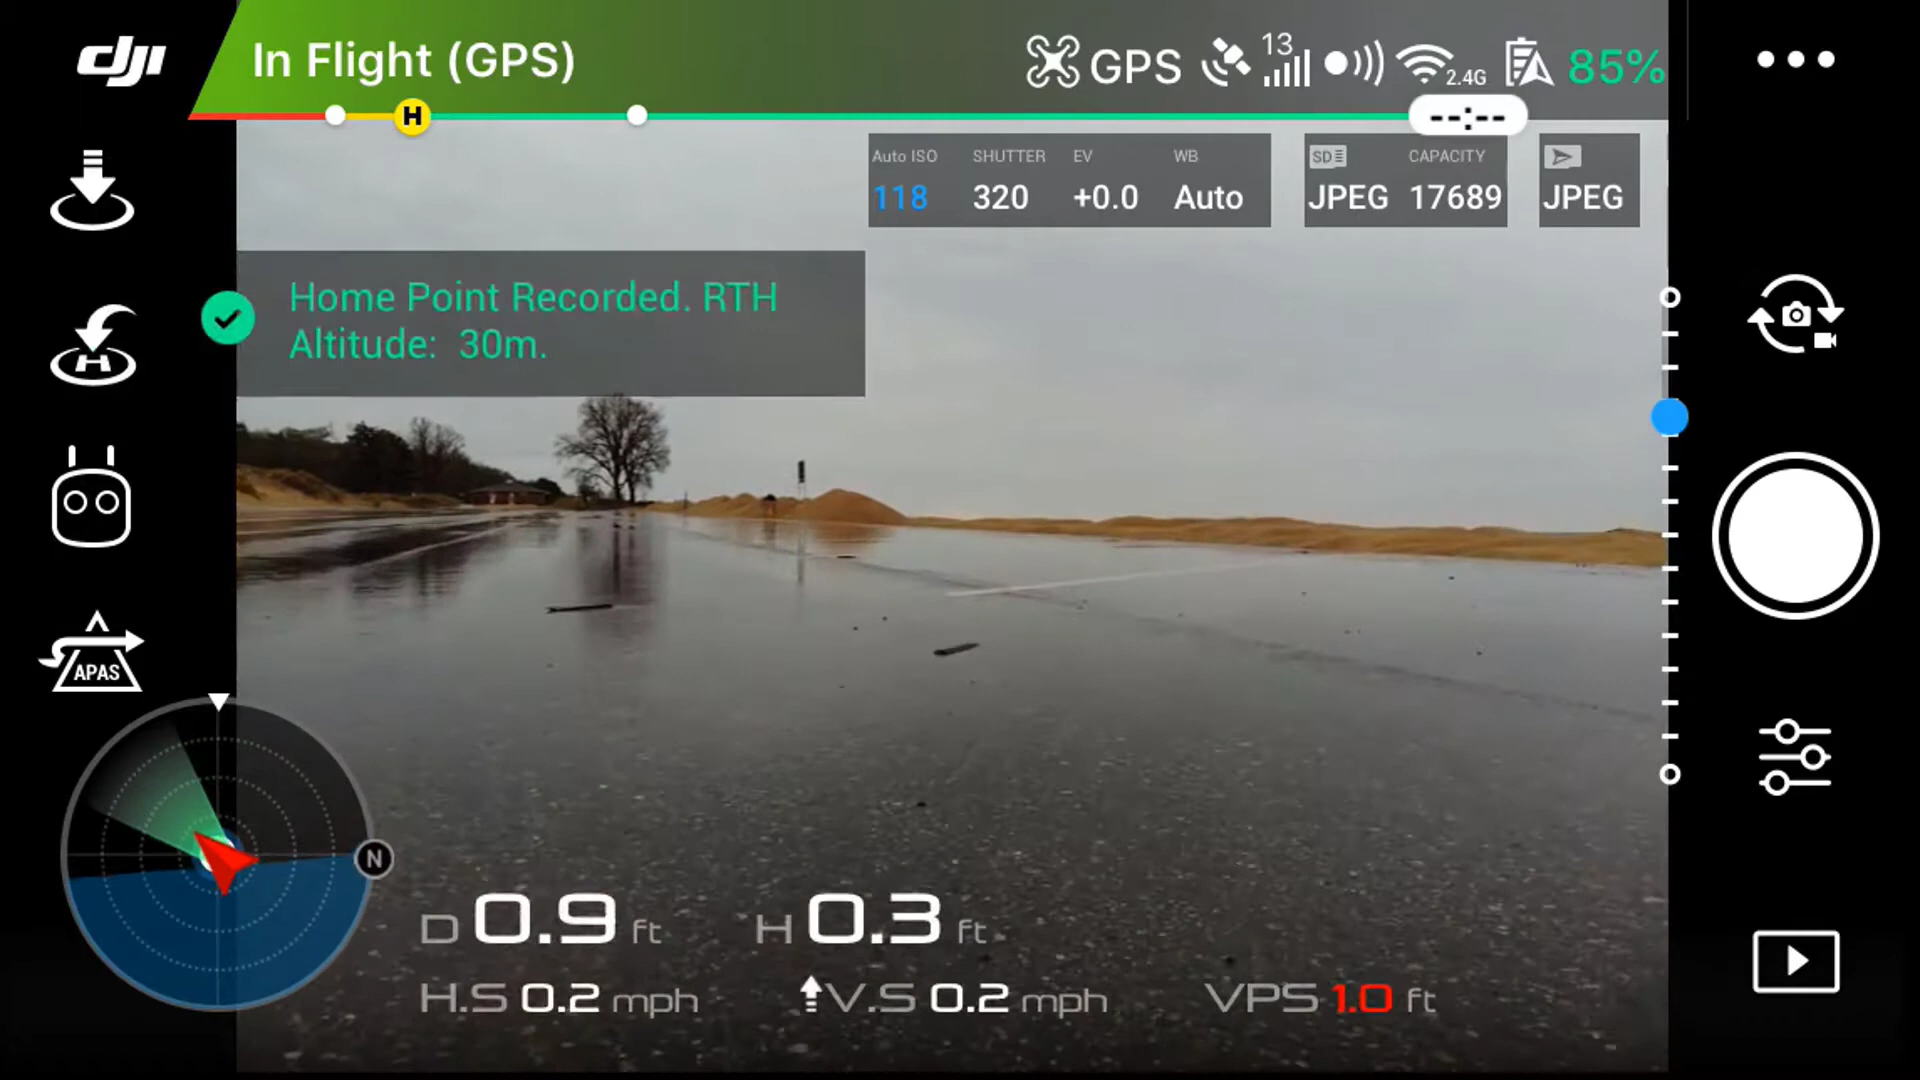 dji
In Flight (GPS)
GPS
13
2.4G
85%
H
--:--
Auto ISO SHUTTER EV WB
118 320 +0.0 Auto
SD CAPACITY
JPEG 17689
JPEG
Home Point Recorded. RTH
Altitude: 30m.
H
APAS
N
D 0.9 ft H 0.3 ft
H.S 0.2 mph V.S 0.2 mph VPS 1.0 ft